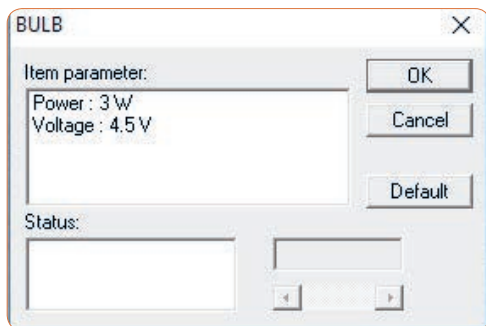 BULB
Item parameter:
Power : 3 W
Voltage : 4.5 V
OK
Cancel
Default
Status: